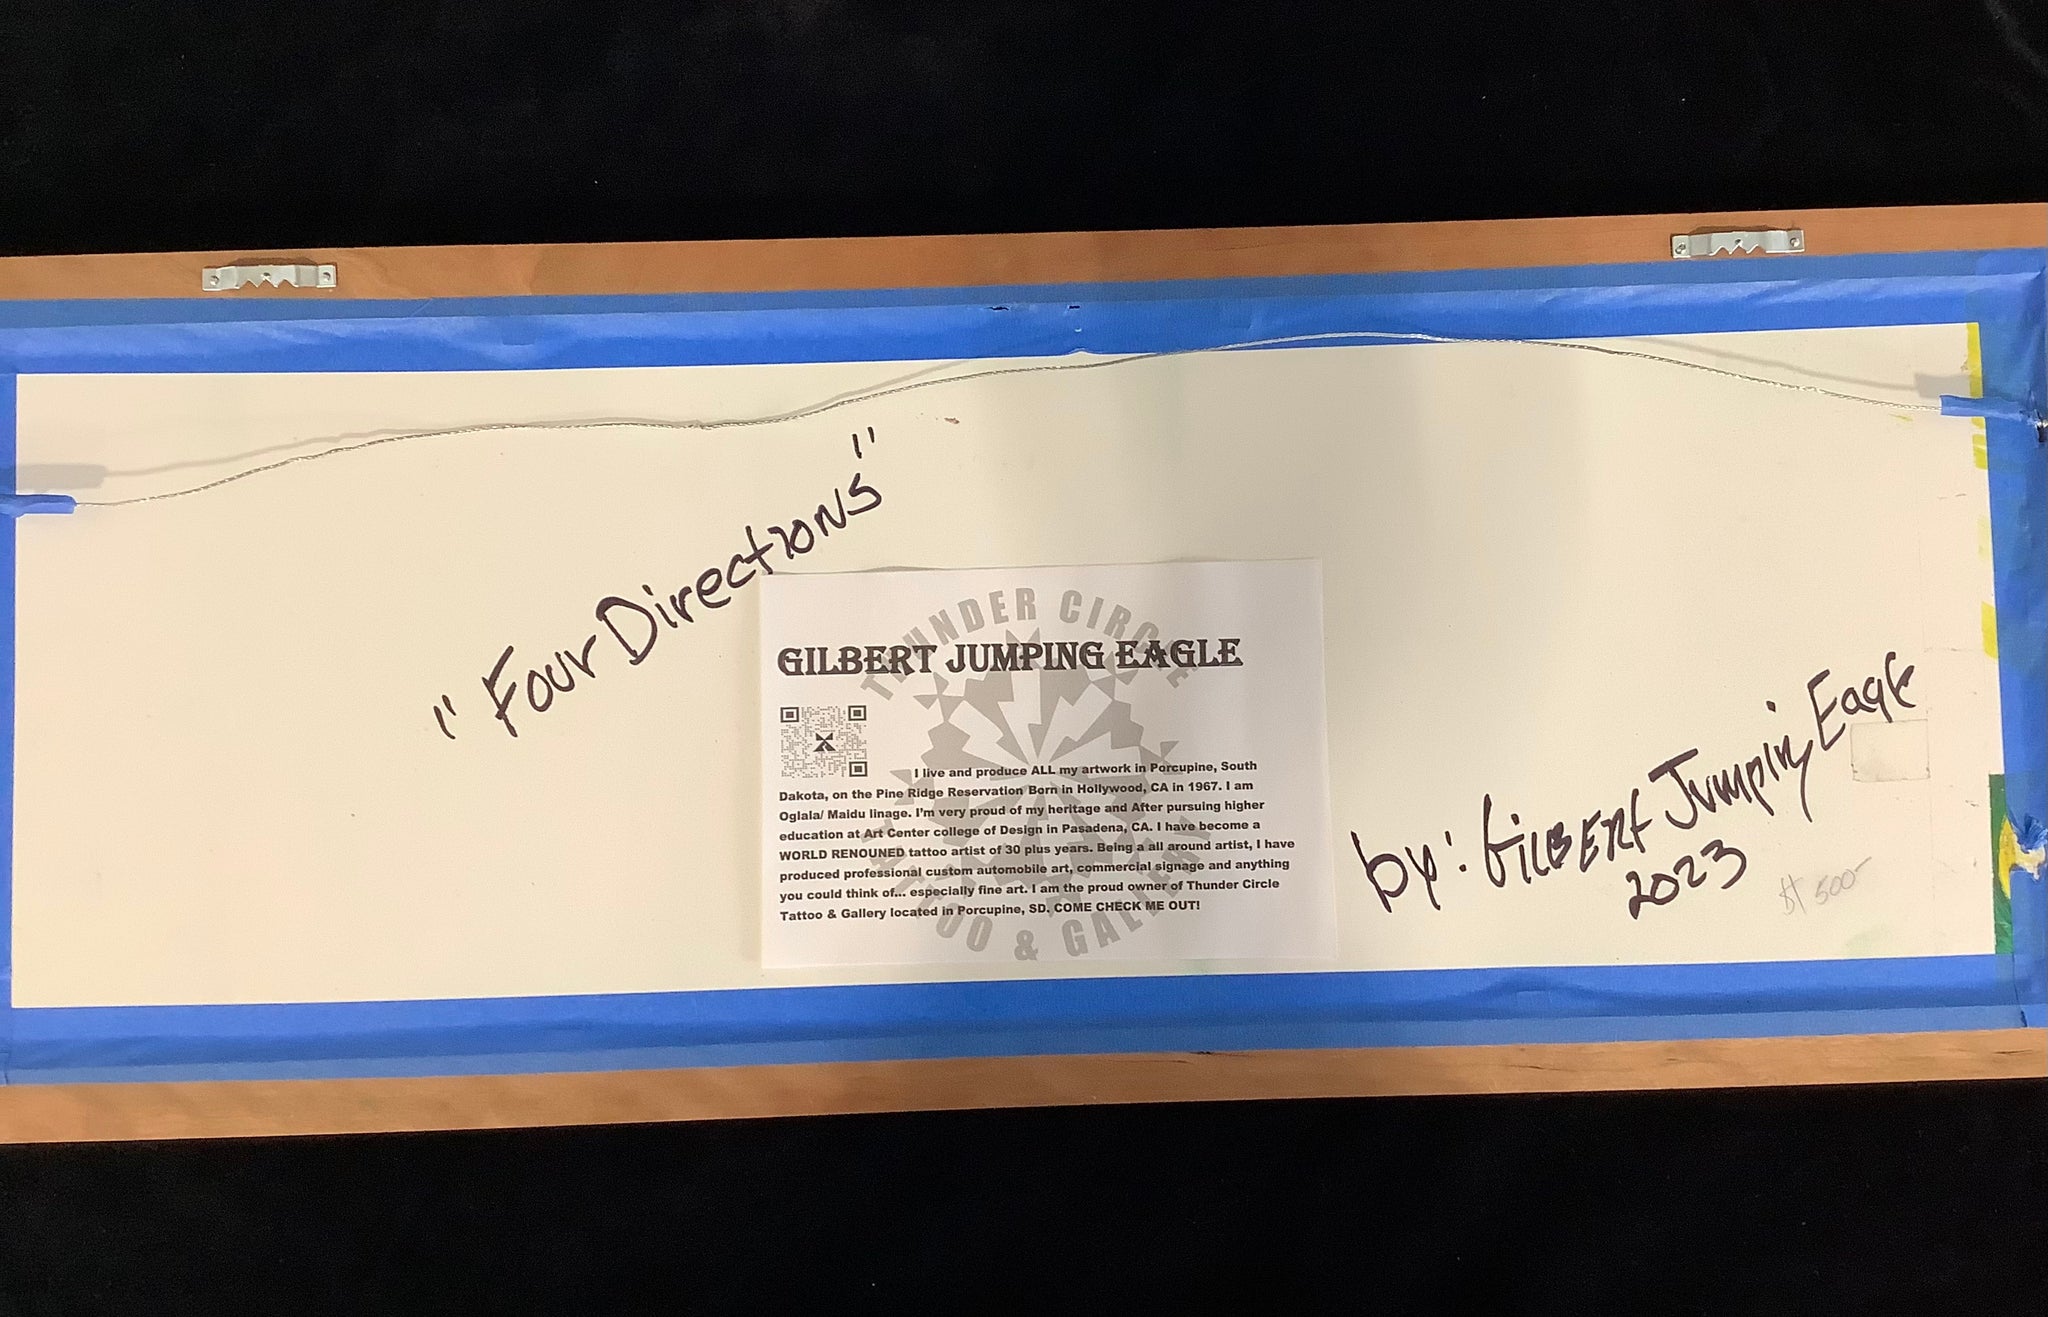 "Four Directions"
THUNDER CIRCLE
GILBERT JUMPING EAGLE
I live and produce ALL my artwork in Porcupine, South
Dakota, on the Pine Ridge Reservation Born in Hollywood, CA in 1967. I am
Oglala/ Maidu linage. I'm very proud of my heritage and After pursuing higher
education at Art Center college of Design in Pasadena, CA. I have become a
WORLD RENOUNED tattoo artist of 30 plus years. Being a all around artist, I have
produced professional custom automobile art, commercial signage and anything
you could think of... especially fine art. I am the proud owner of Thunder Circle
Tattoo & Gallery located in Porcupine, SD. COME CHECK ME OUT!
TATTOO & GALLERY
by: GilBERt Jumping Eagle
2023
$500-